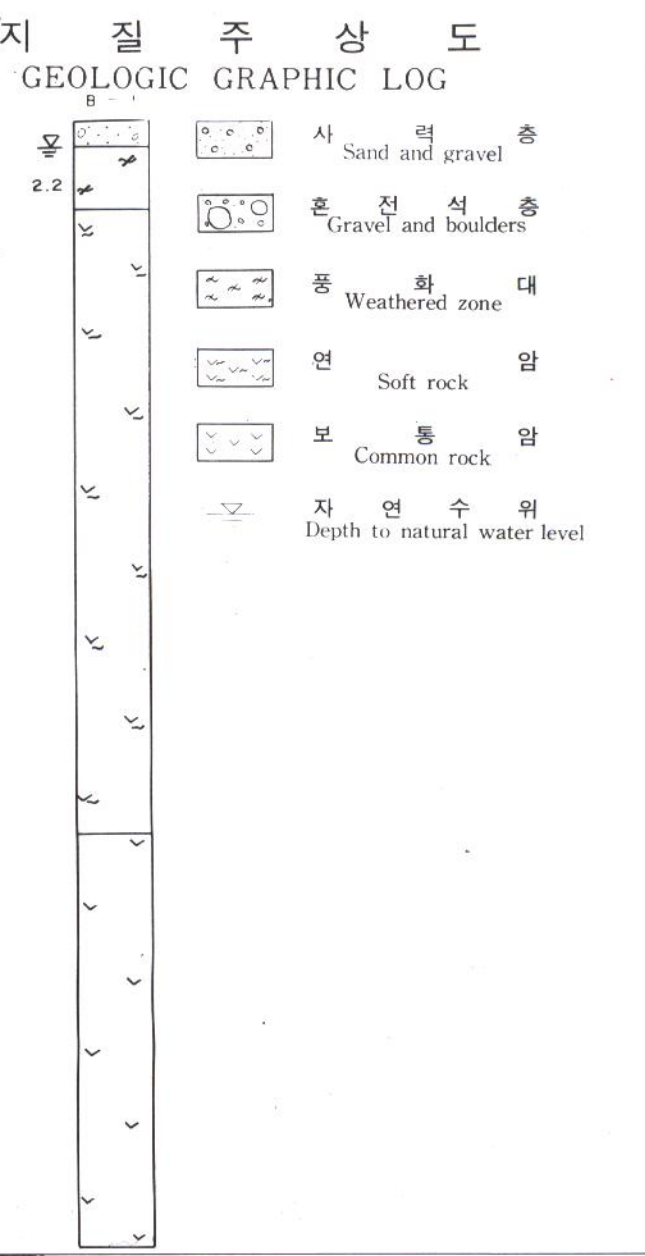 지 질 주 상 도
GEOLOGIC GRAPHIC LOG
B - 1
2.2
사 력 층
Sand and gravel
혼 전 석 층
Gravel and boulders
풍 화 대
Weathered zone
연 암
Soft rock
보 통 암
Common rock
자 연 수 위
Depth to natural water level